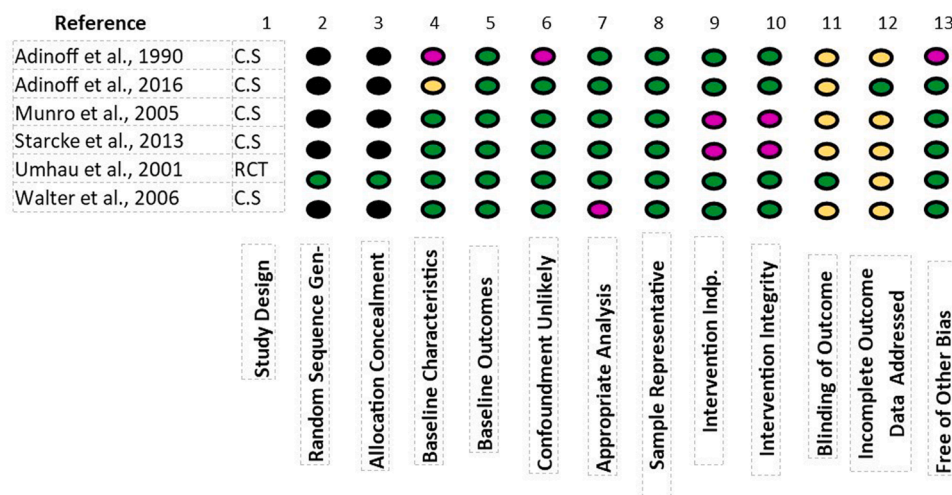 Reference 1 2 3 4 5 6 7 8 9 10 11 12 13
Adinoff et al., 1990 C.S
Adinoff et al., 2016 C.S
Munro et al., 2005 C.S
Starcke et al., 2013 C.S
Umhau et al., 2001 RCT
Walter et al., 2006 C.S
Study Design
Random Sequence Gen-
Allocation Concealment
Baseline Characteristics
Baseline Outcomes
Confoundment Unlikely
Appropriate Analysis
Sample Representative
Intervention Indp.
Intervention Integrity
Blinding of Outcome
Incomplete Outcome
Data Addressed
Free of Other Bias